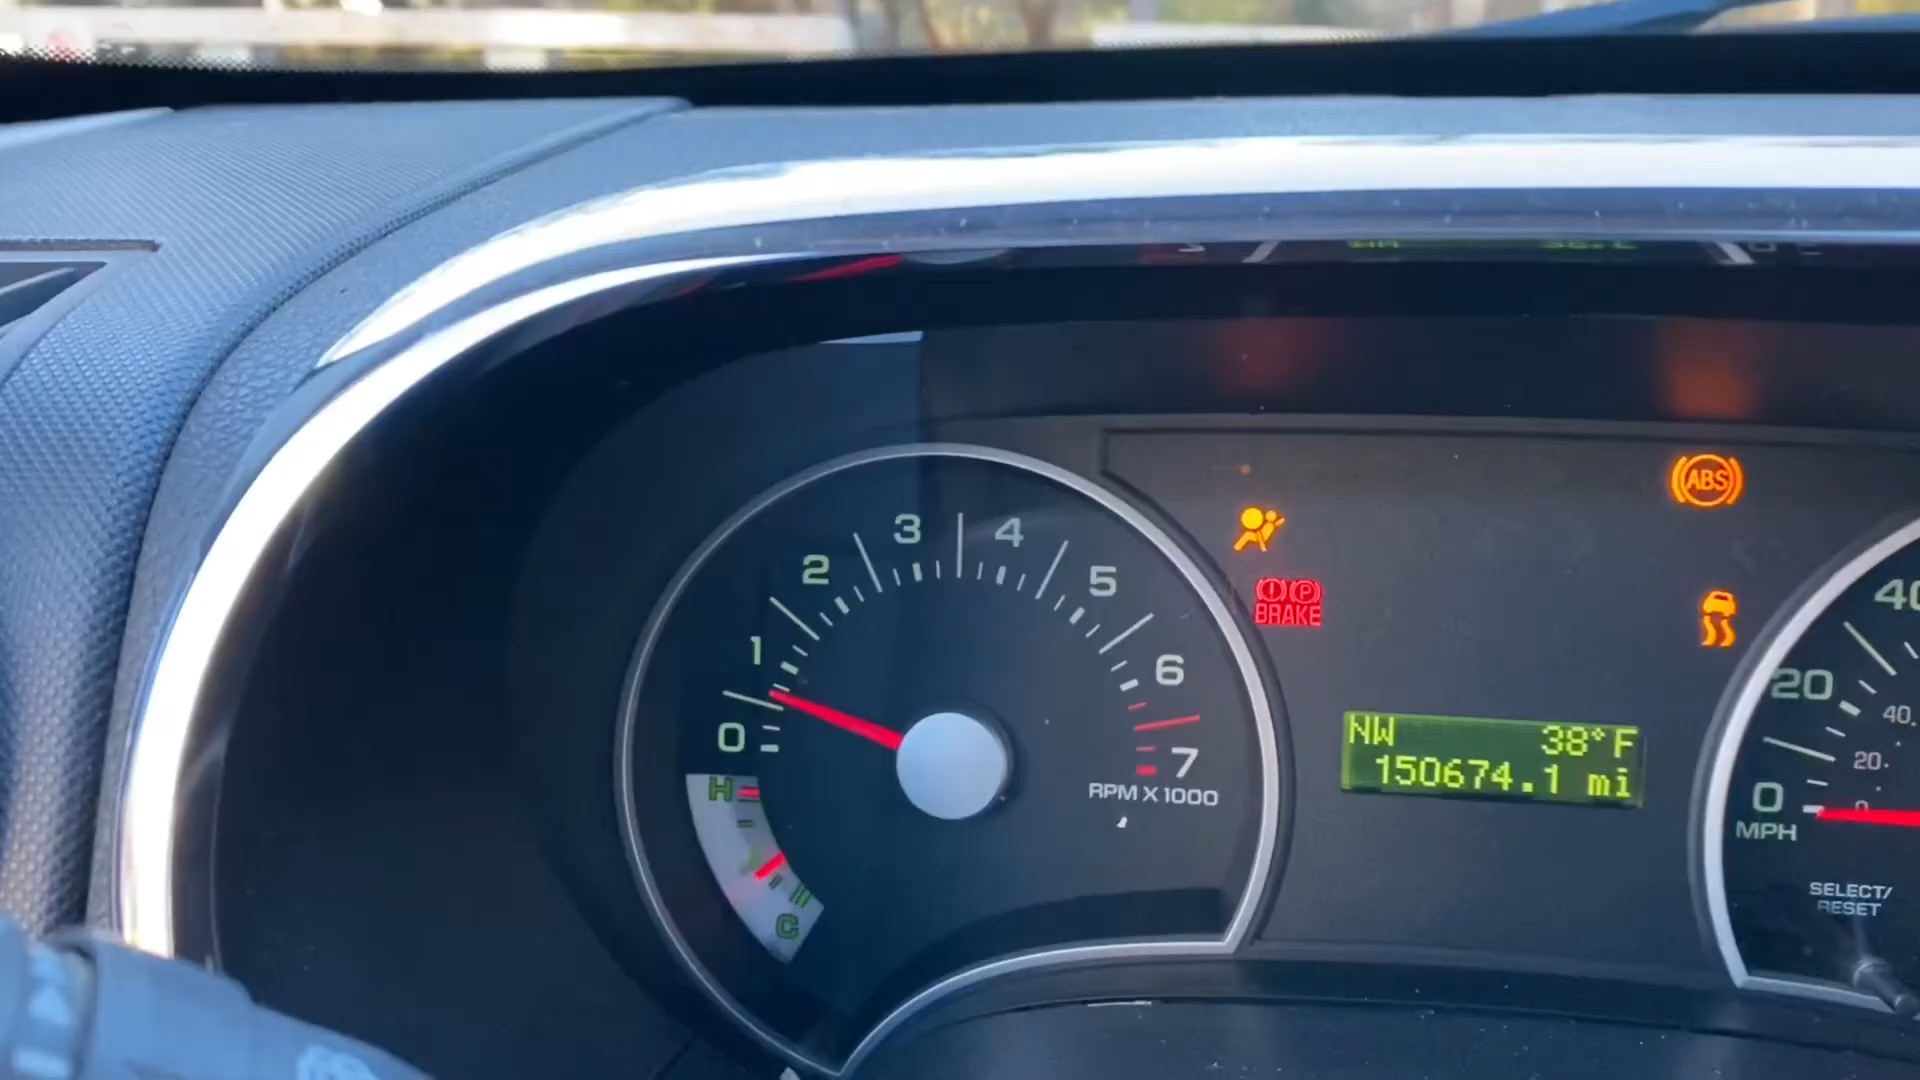 ABS
BRAKE
0
1
2
3
4
5
6
7
RPM X 1000
H
C
NW 38°F
150674.1 mi
40
20
40
20
0
0
MPH
SELECT/
RESET